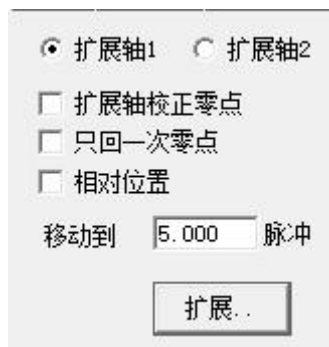 扩展轴1 扩展轴2
扩展轴校正零点
只回一次零点
相对位置
移动到 5.000 脉冲
扩展..